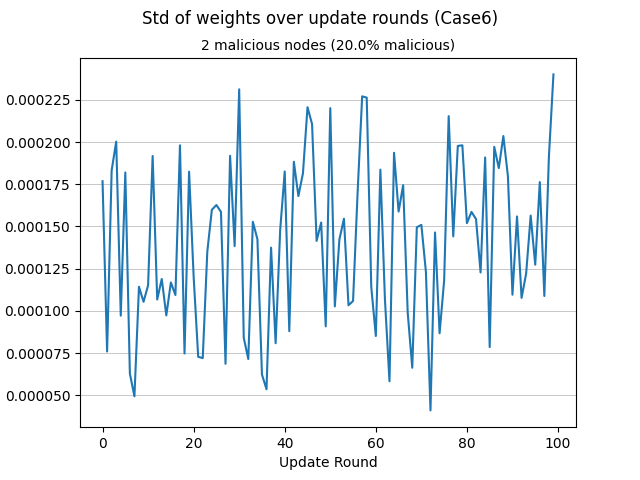 Std of weights over update rounds (Case6)
2 malicious nodes (20.0% malicious)
0.000225
0.000200
0.000175
0.000150
0.000125
0.000100
0.000075
0.000050
0 20 40 60 80 100
Update Round